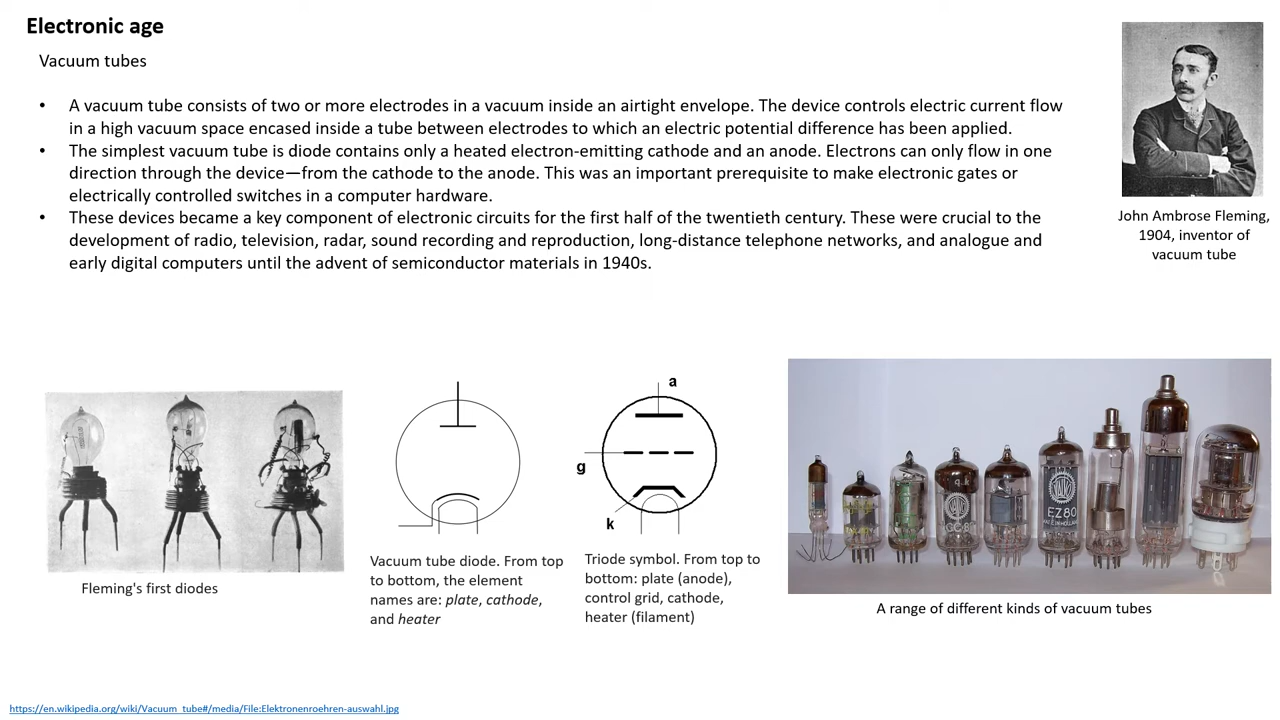 Electronic age
Vacuum tubes
• A vacuum tube consists of two or more electrodes in a vacuum inside an airtight envelope. The device controls electric current flow
in a high vacuum space encased inside a tube between electrodes to which an electric potential difference has been applied.
• The simplest vacuum tube is diode contains only a heated electron-emitting cathode and an anode. Electrons can only flow in one
direction through the device—from the cathode to the anode. This was an important prerequisite to make electronic gates or
electrically controlled switches in a computer hardware.
• These devices became a key component of electronic circuits for the first half of the twentieth century. These were crucial to the
development of radio, television, radar, sound recording and reproduction, long-distance telephone networks, and analogue and
early digital computers until the advent of semiconductor materials in 1940s.
John Ambrose Fleming,
1904, inventor of
vacuum tube
Fleming's first diodes
Vacuum tube diode. From top
to bottom, the element
names are: plate, cathode,
and heater
a
g
k
Triode symbol. From top to
bottom: plate (anode),
control grid, cathode,
heater (filament)
EZ80
A range of different kinds of vacuum tubes
https://en.wikipedia.org/wiki/Vacuum_tube#/media/File:Elektronenroehren-auswahl.jpg